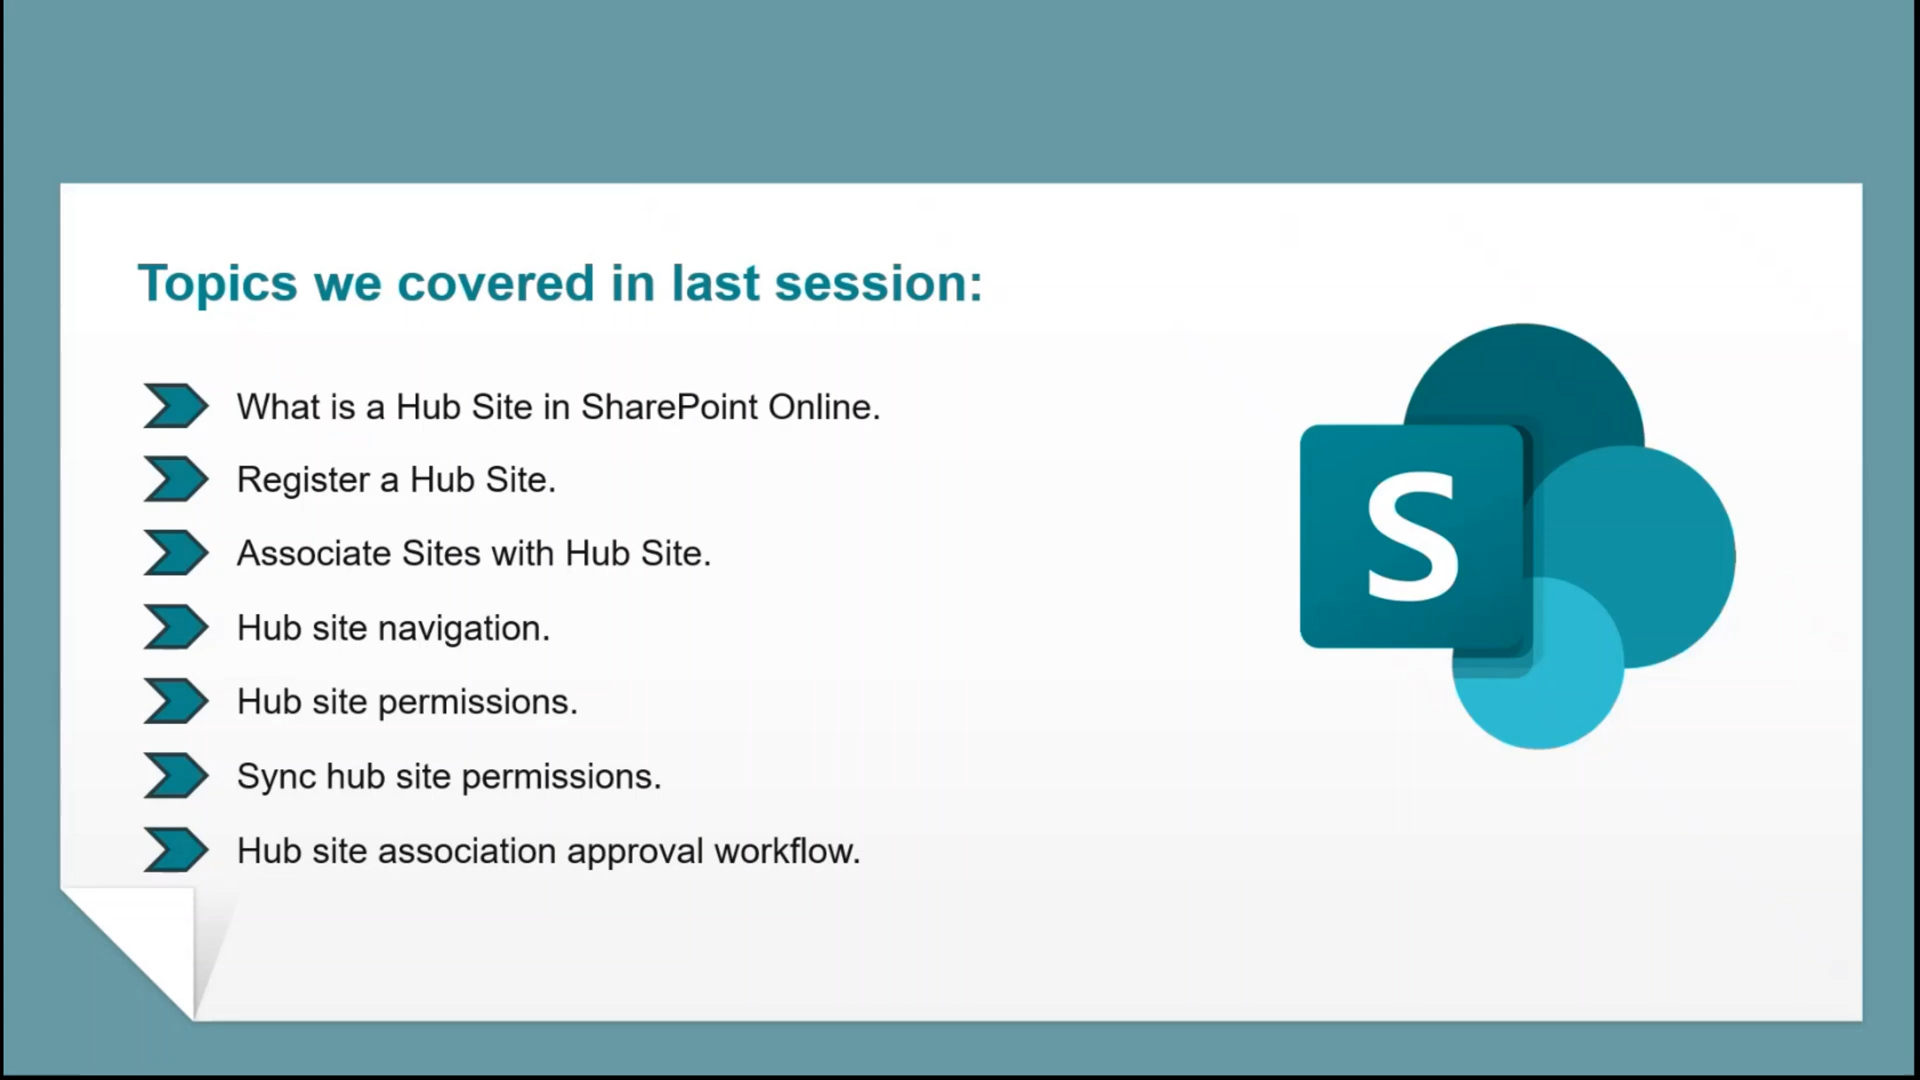 Topics we covered in last session:
What is a Hub Site in SharePoint Online.
Register a Hub Site.
Associate Sites with Hub Site.
Hub site navigation.
Hub site permissions.
Sync hub site permissions.
Hub site association approval workflow.
S